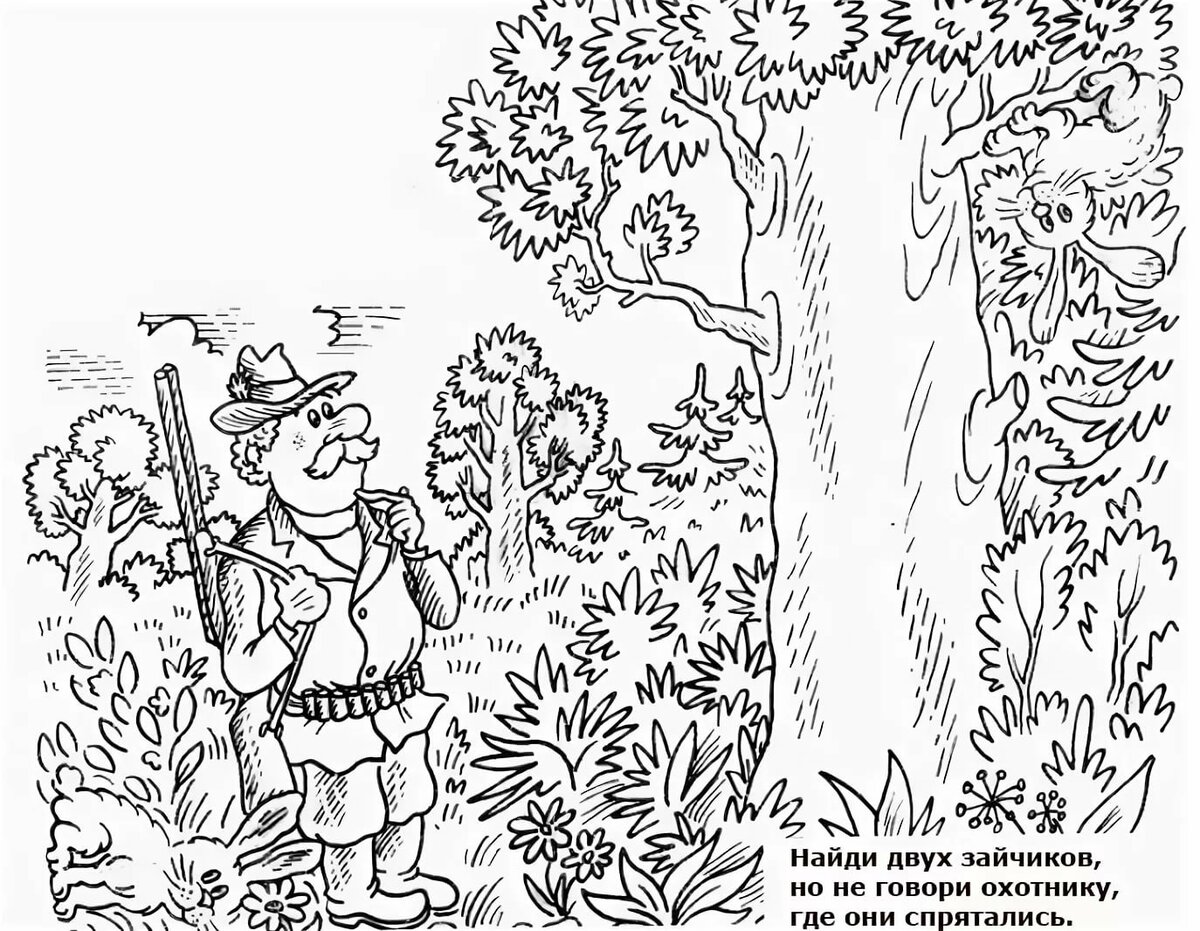 Найди двух зайчиков,
но не говори охотнику,
где они спрятались.